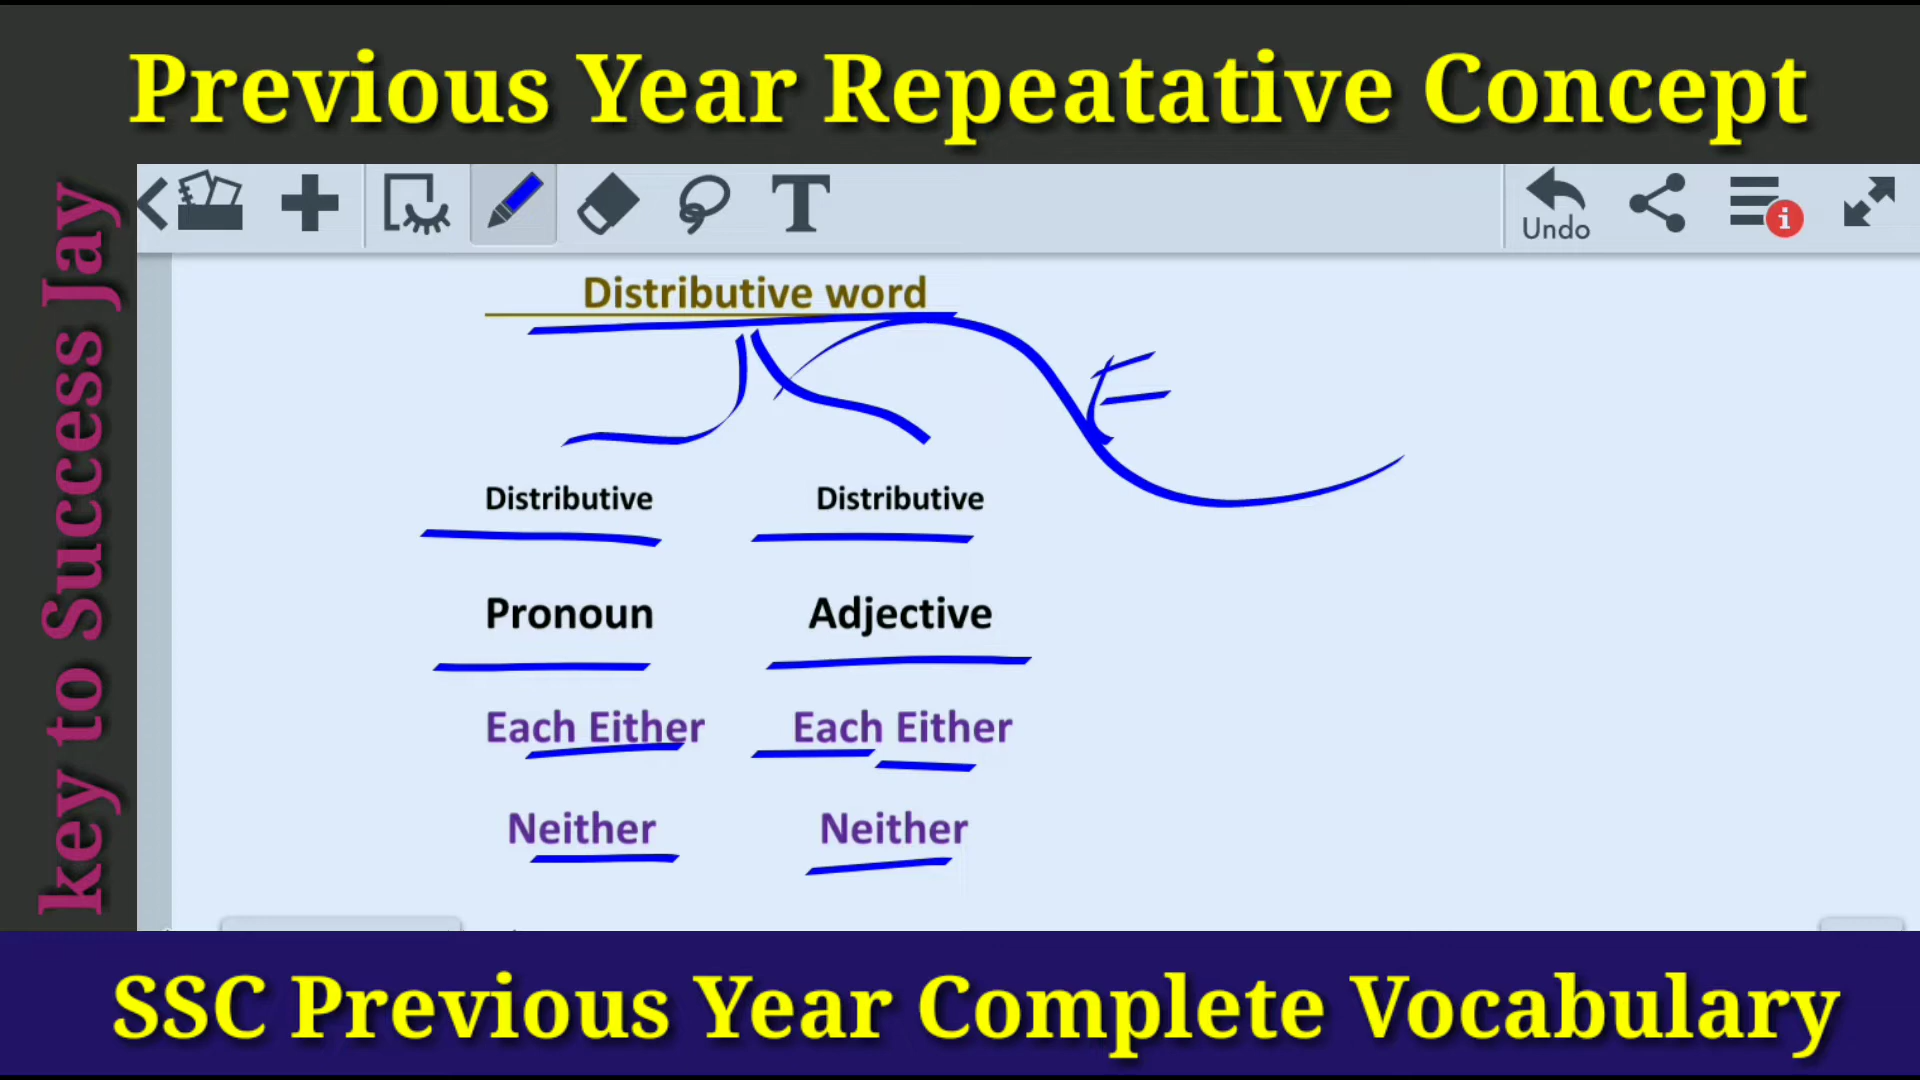 Previous Year Repeatative Concept
key to Success Jay
Undo
Distributive word
E
Distributive Distributive
Pronoun Adjective
Each Either Each Either
Neither Neither
SSC Previous Year Complete Vocabulary